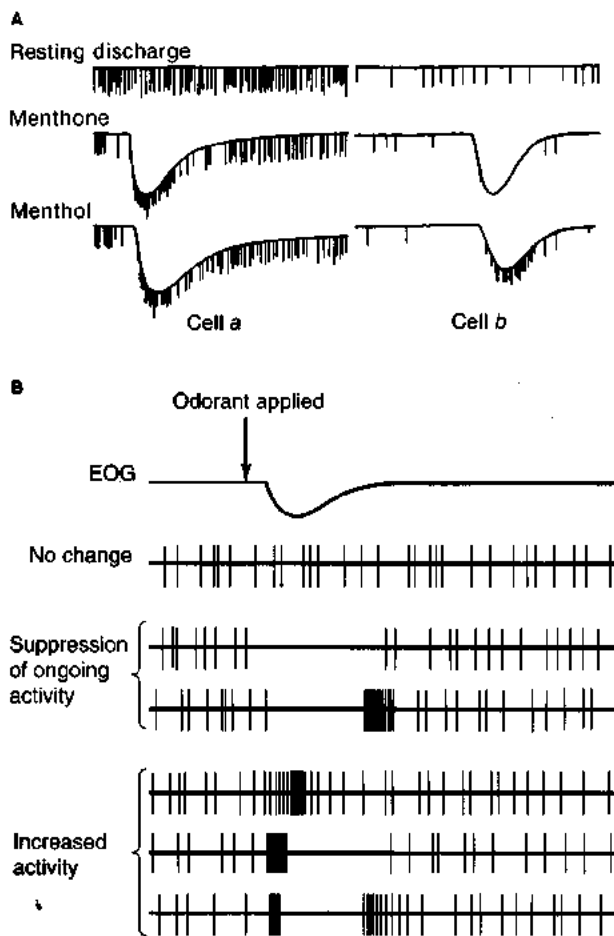 A
Resting discharge
Menthone
Menthol
Cell a
Cell b
B
Odorant applied
EOG
No change
Suppression
of ongoing
activity
Increased
activity